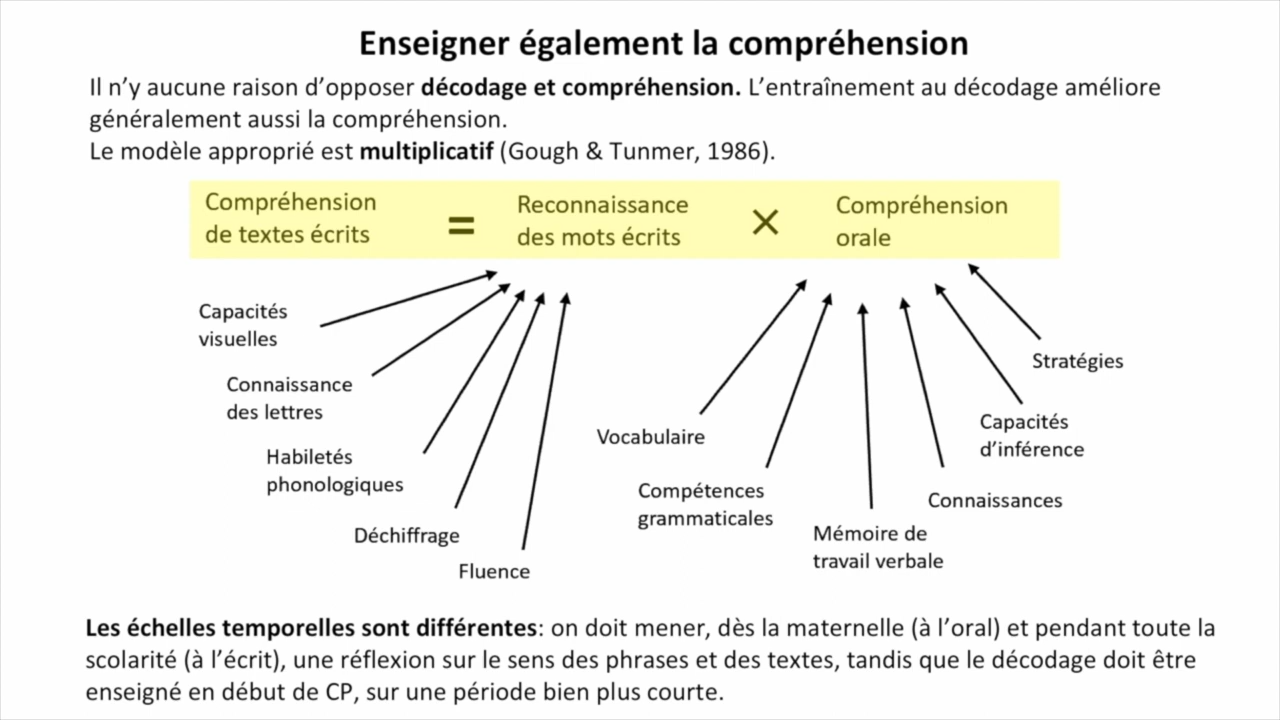 Enseigner également la compréhension
Il n’y aucune raison d’opposer décodage et compréhension. L’entraînement au décodage améliore
généralement aussi la compréhension.
Le modèle approprié est multiplicatif (Gough & Tunmer, 1986).
Compréhension
de textes écrits
=
Reconnaissance
des mots écrits
×
Compréhension
orale
Capacités
visuelles
Connaissance
des lettres
Habiletés
phonologiques
Déchiffrage
Fluence
Vocabulaire
Compétences
grammaticales
Mémoire de
travail verbale
Connaissances
Capacités
d’inférence
Stratégies
Les échelles temporelles sont différentes: on doit mener, dès la maternelle (à l’oral) et pendant toute la
scolarité (à l’écrit), une réflexion sur le sens des phrases et des textes, tandis que le décodage doit être
enseigné en début de CP, sur une période bien plus courte.